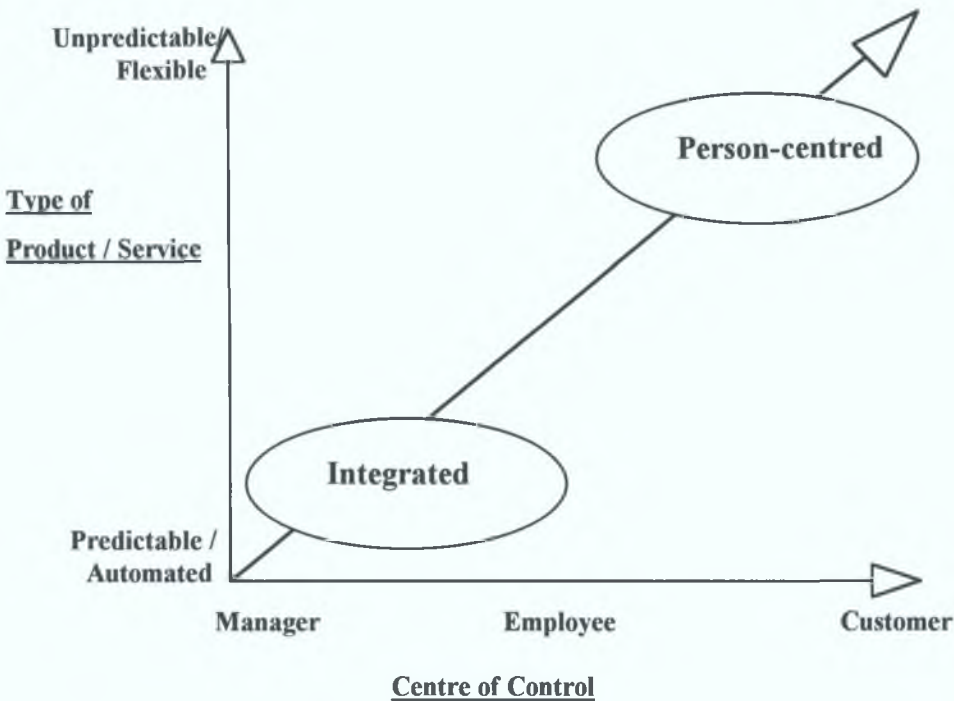 Unpredictable/
Flexible
Person-centred
Type of
Product / Service
Integrated
Predictable /
Automated
Manager Employee Customer
Centre of Control